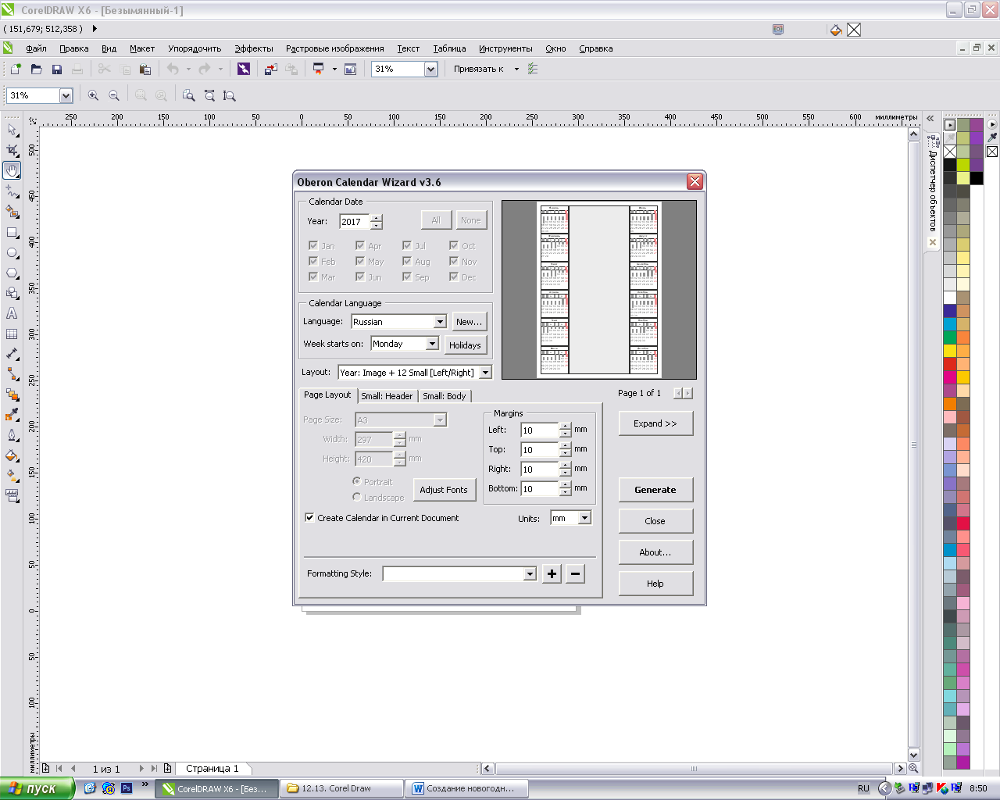 CorelDRAW X6 - [Безымянный-1]
( 151,679; 512,358 )
Файл Правка Вид Макет Упорядочить Эффекты Растровые изображения Текст Таблица Инструменты Окно Справка
31% Привязать к
31%
250 200 150 100 50 0 50 100 150 200 250 300 350 400 450 500 550 600 миллиметры
500
450
400
350
300
250
200
150
100
50
0
50
100
миллиметры
Диспетчер объектов
Oberon Calendar Wizard v3.6
Calendar Date
Year: 2017 All None
Jan Apr Jul Oct
Feb May Aug Nov
Mar Jun Sep Dec
Calendar Language
Language: Russian New...
Week starts on: Monday Holidays
Layout: Year: Image + 12 Small [Left/Right]
Page 1 of 1
Page Layout Small: Header Small: Body
Page Size: A3
Width: 297 mm
Height: 420 mm
Portrait
Landscape
Adjust Fonts
Margins
Left: 10 mm
Top: 10 mm
Right: 10 mm
Bottom: 10 mm
Create Calendar in Current Document
Units: mm
Formatting Style:
Expand >>
Generate
Close
About...
Help
1 из 1 Страница 1
пуск CorelDRAW X6 - [Безы... 12.13. Corel Draw Создание новогодн... RU 8:50